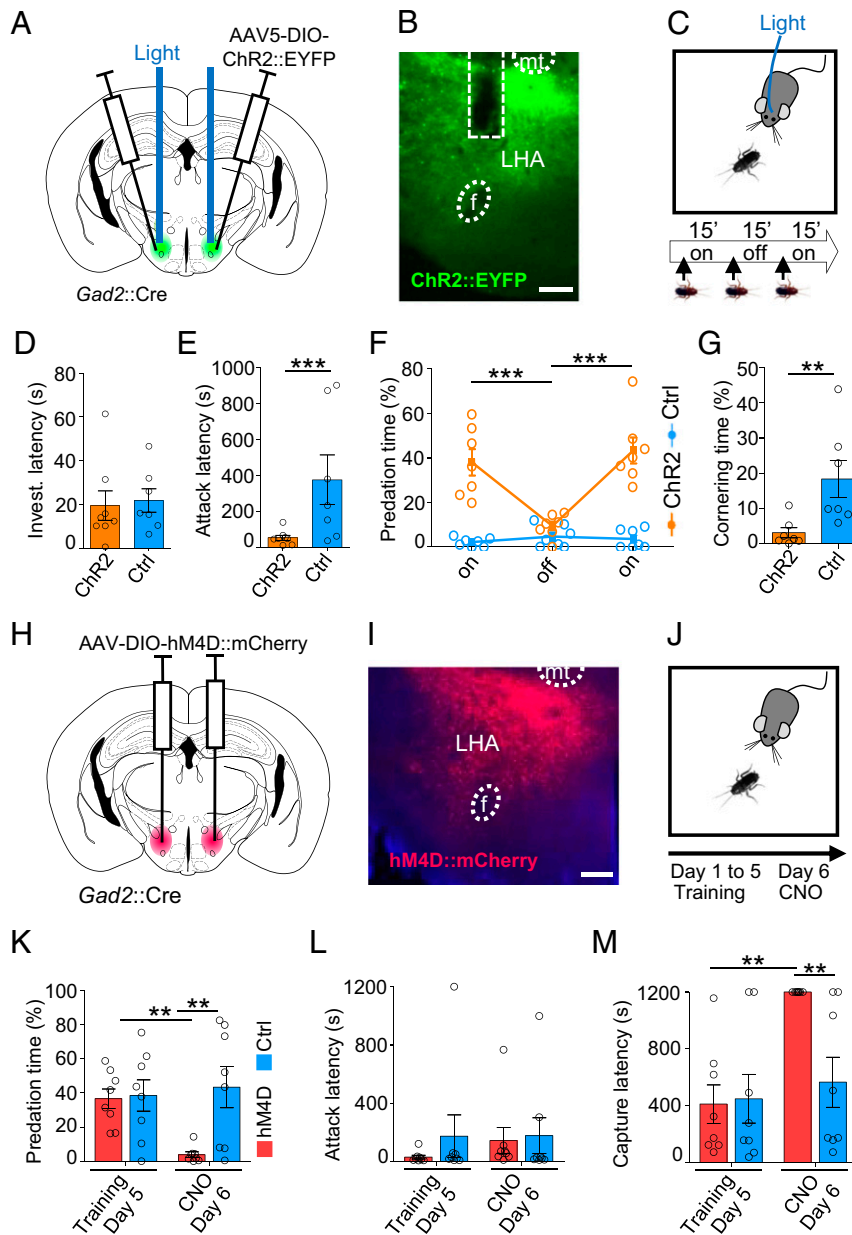 A
AAV5-DIO-
ChR2::EYFP
Light
Gad2::Cre
B
mt
LHA
f
ChR2::EYFP
C
Light
15' 15' 15'
on off on
D
Invest. latency (s)
80
60
40
20
0
ChR2
Ctrl
E
Attack latency (s)
1000
800
600
400
200
0
***
ChR2
Ctrl
F
Predation time (%)
80
60
40
20
0
*** ***
on
off
on
ChR2 Ctrl
G
Cornering time (%)
50
40
30
20
10
0
**
ChR2
Ctrl
H
AAV-DIO-hM4D::mCherry
Gad2::Cre
I
mt
LHA
f
hM4D::mCherry
J
Day 1 to 5 Day 6
Training CNO
K
Predation time (%)
100
80
60
40
20
0
** **
Training
Day 5
CNO
Day 6
hM4D Ctrl
L
Attack latency (s)
1200
800
400
0
Training
Day 5
CNO
Day 6
M
Capture latency (s)
1200
800
400
0
** **
Training
Day 5
CNO
Day 6